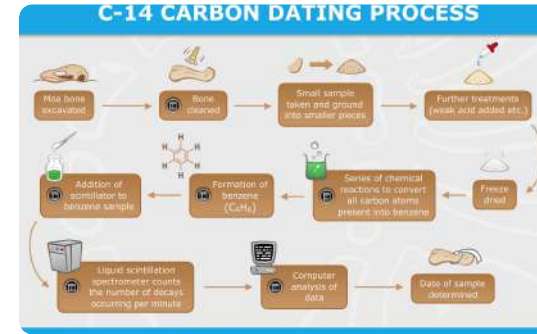 C-14 CARBON DATING PROCESS
Moa bone
excavated
Bone
cleaned
Small sample
taken and ground
into smaller pieces
Further treatments
(weak acid added etc.)
Freeze
dried
Series of chemical
reactions to convert
all carbon atoms
present into benzene
H
H
H
H
H
H
Formation of
benzene
(C₆H₆)
Addition of
scintillator to
benzene sample
Liquid scintillation
spectrometer counts
the number of decays
occurring per minute
Computer
analysis of
data
Date of sample
determined